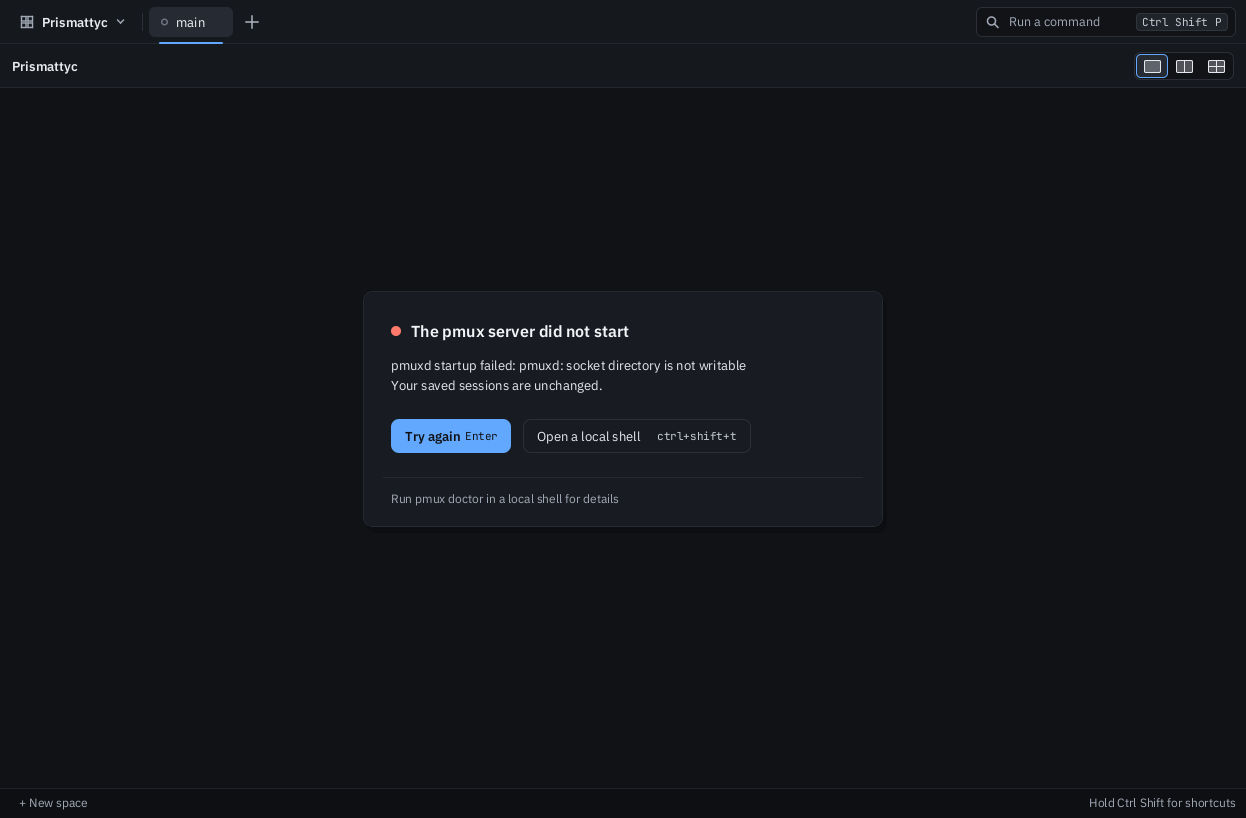 Prismattyc
main
Run a command
Ctrl Shift P
Prismattyc
The pmux server did not start
pmuxd startup failed: pmuxd: socket directory is not writable
Your saved sessions are unchanged.
Try again Enter
Open a local shell ctrl+shift+t
Run pmux doctor in a local shell for details
+ New space
Hold Ctrl Shift for shortcuts